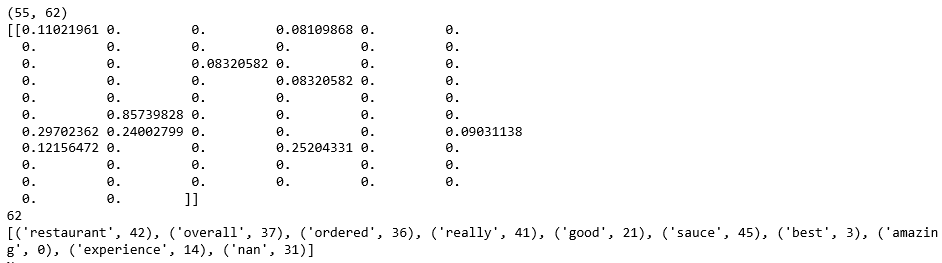 (55, 62)
[[0.11021961 0. 0. 0.08109868 0. 0.
0. 0. 0. 0. 0. 0.
0. 0. 0.08320582 0. 0. 0.
0. 0. 0. 0.08320582 0. 0.
0. 0. 0. 0. 0. 0.
0. 0.85739828 0. 0. 0. 0.
0.29702362 0.24002799 0. 0. 0. 0.09031138
0.12156472 0. 0. 0.25204331 0. 0.
0. 0. 0. 0. 0. 0.
0. 0. 0. 0. 0. 0.
0. 0. ]]
62
[('restaurant', 42), ('overall', 37), ('ordered', 36), ('really', 41), ('good', 21), ('sauce', 45), ('best', 3), ('amazin
g', 0), ('experience', 14), ('nan', 31)]